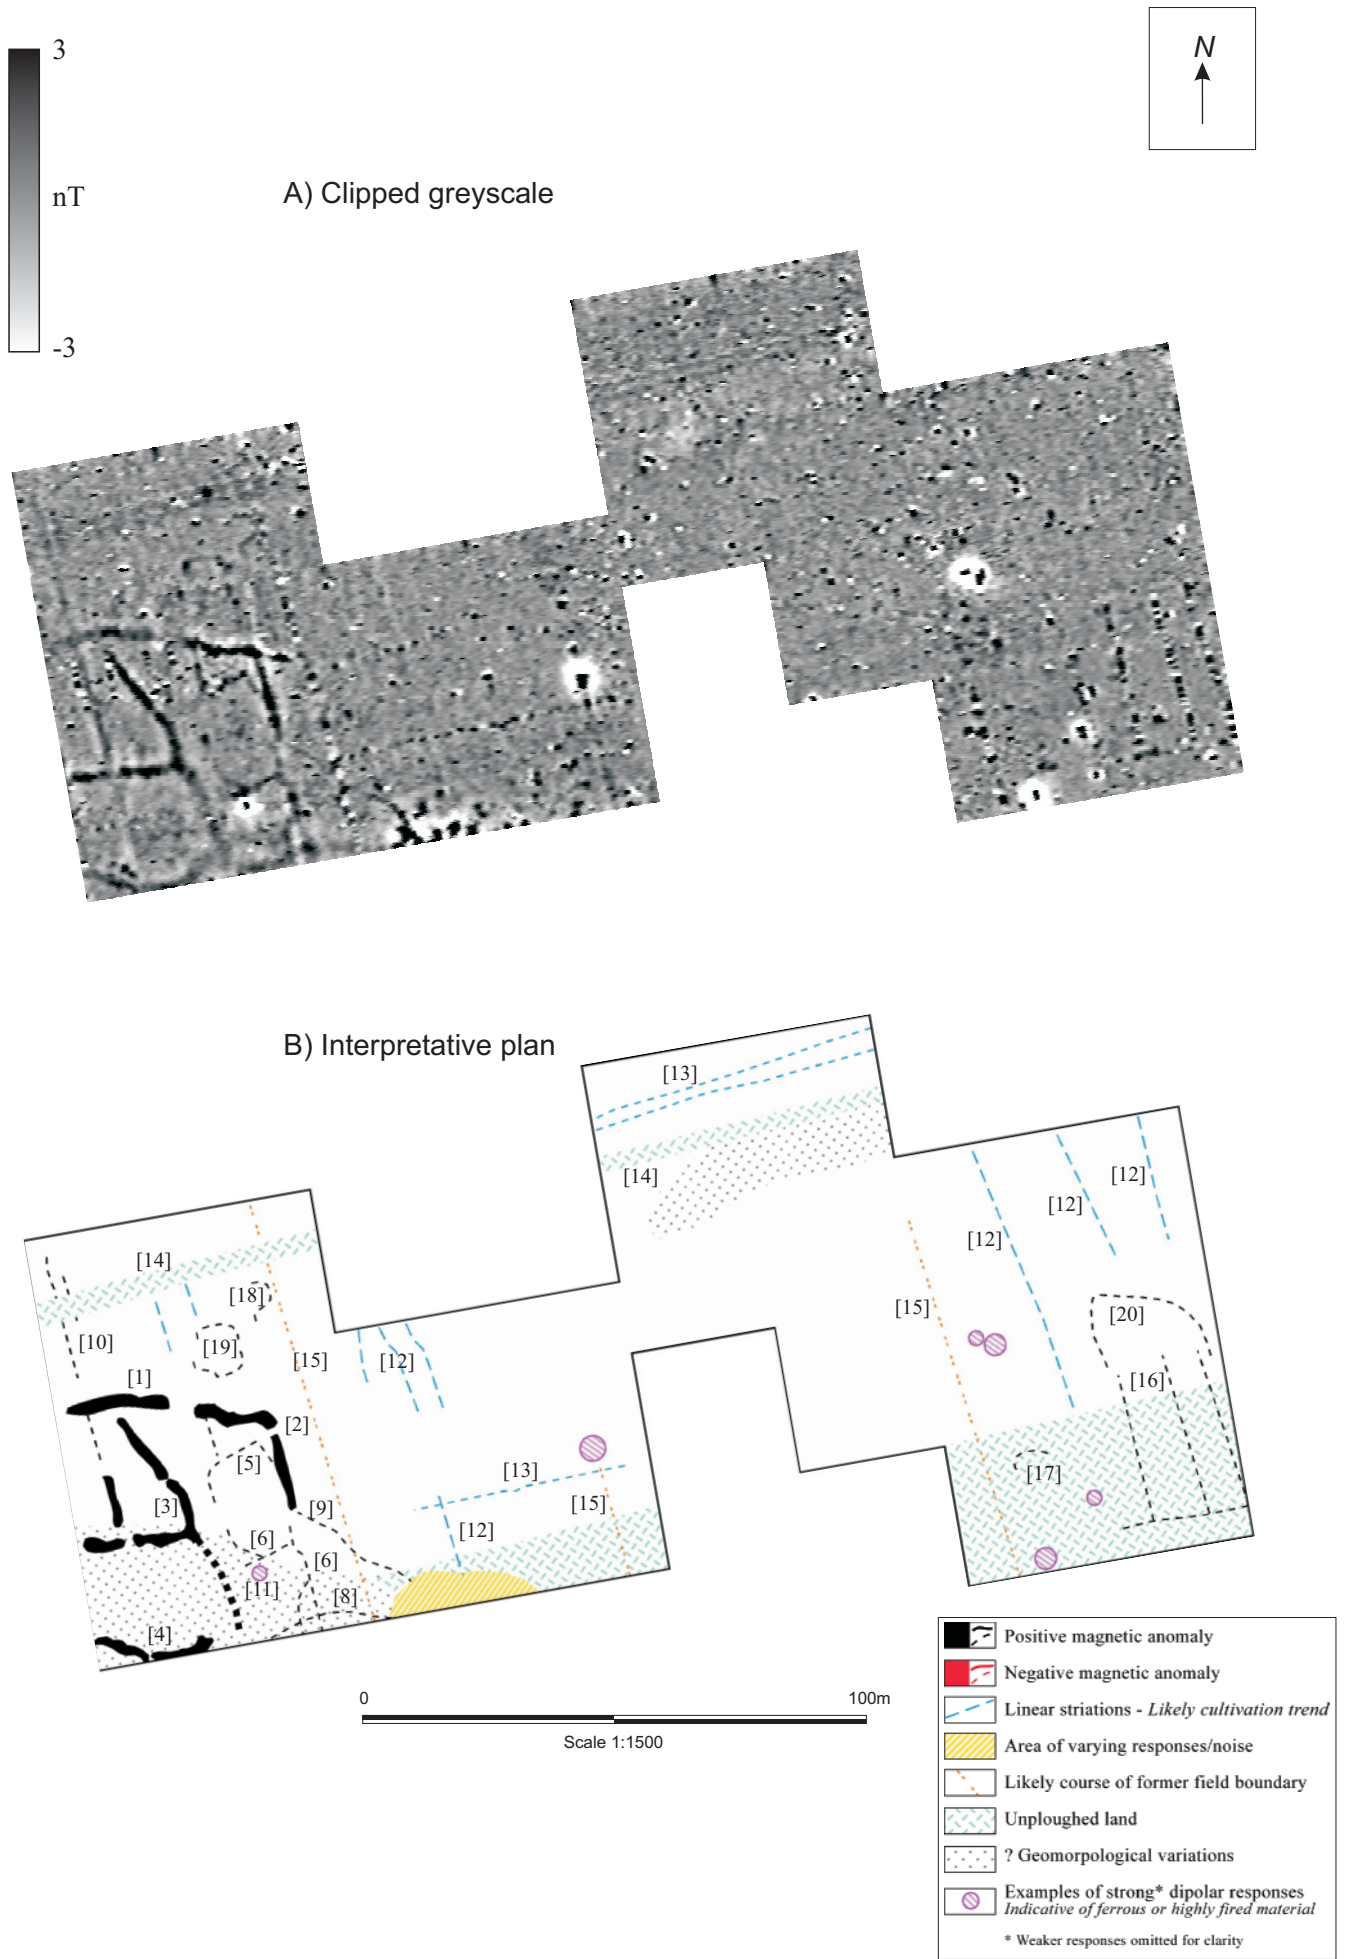 3
nT
-3
N
A) Clipped greyscale
B) Interpretative plan
[13]
[14]
[12]
[12]
[12]
[14]
[18]
[10]
[19]
[15]
[12]
[15]
[20]
[1]
[2]
[16]
[5]
[13]
[17]
[3]
[9]
[15]
[6]
[12]
[6]
[11]
[8]
[4]
0 100m
Scale 1:1500
Positive magnetic anomaly
Negative magnetic anomaly
Linear striations - Likely cultivation trend
Area of varying responses/noise
Likely course of former field boundary
Unploughed land
? Geomorpological variations
Examples of strong* dipolar responses
Indicative of ferrous or highly fired material
* Weaker responses omitted for clarity